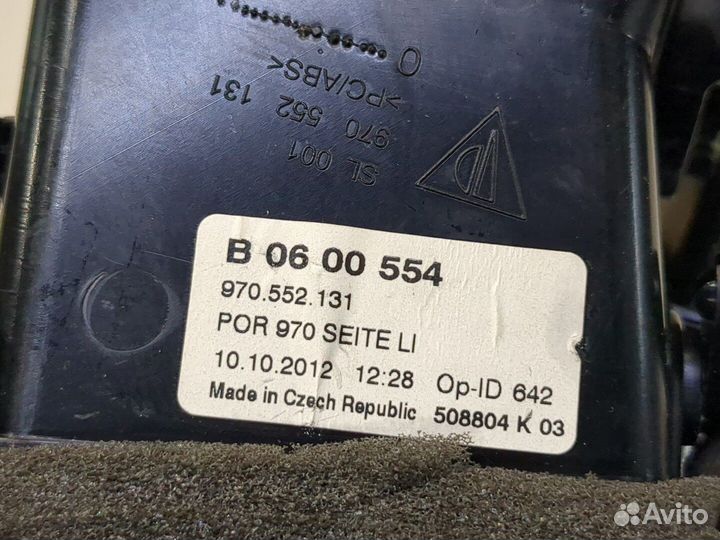 0
>PC/ABS<
970 552 131
SL 001
B 06 00 554
970.552.131
POR 970 SEITE LI
10.10.2012 12:28 Op-ID 642
Made in Czech Republic 508804 K 03
Avito